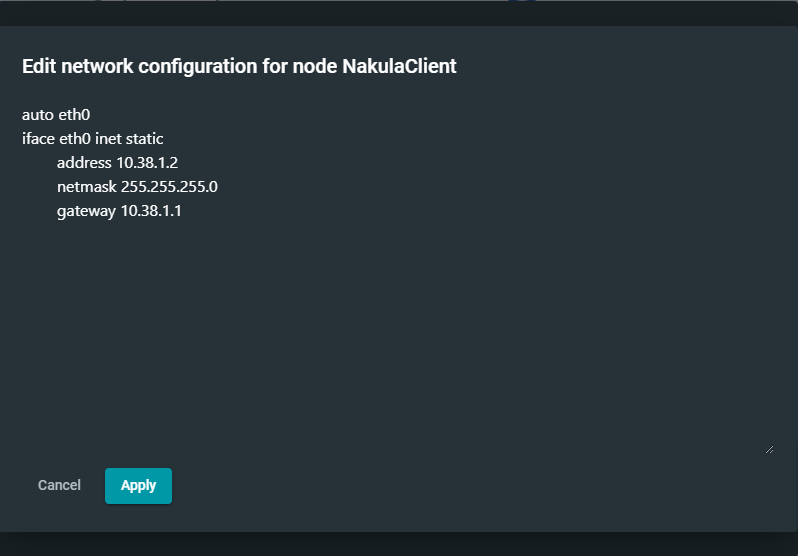 Edit network configuration for node NakulaClient
auto eth0
iface eth0 inet static
address 10.38.1.2
netmask 255.255.255.0
gateway 10.38.1.1
Cancel
Apply